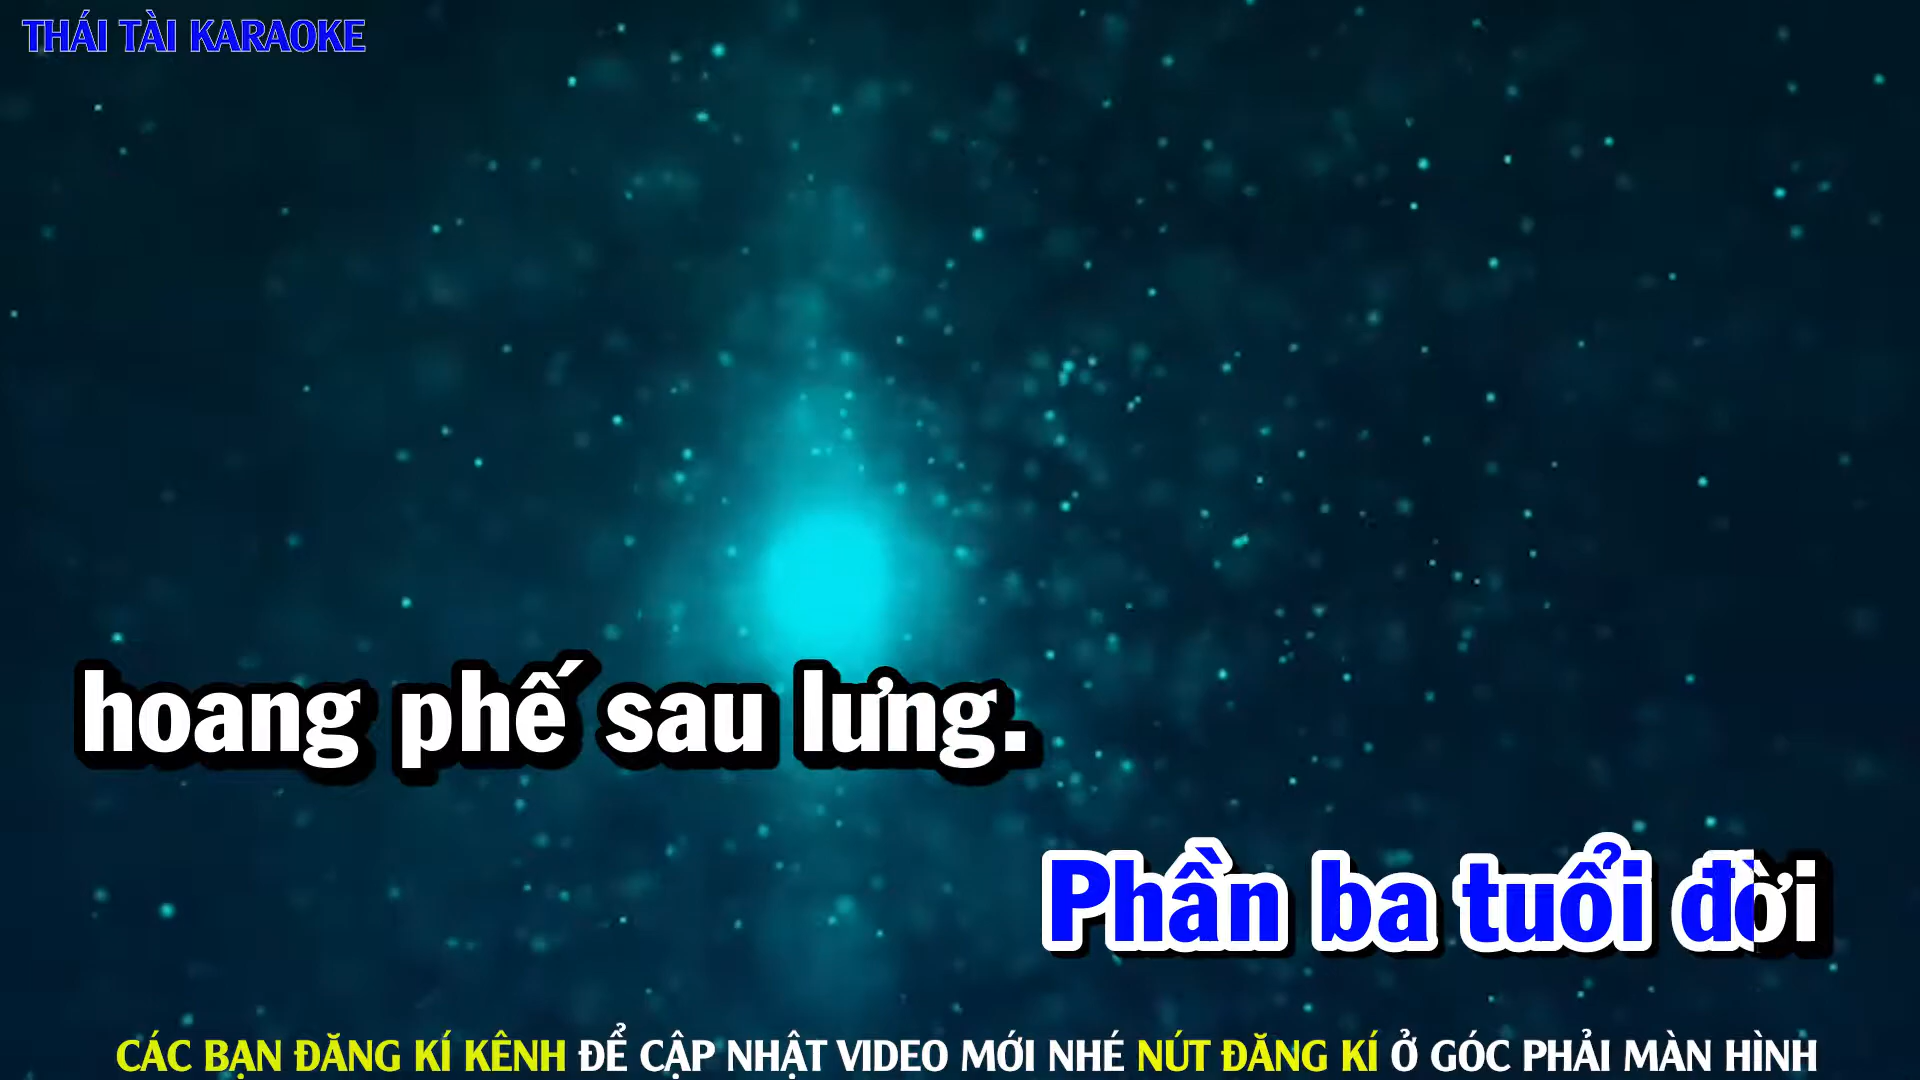 THÁI TÀI KARAOKE
hoang phế sau lưng.
Phần ba tuổi đời
CÁC BẠN ĐĂNG KÍ KÊNH ĐỂ CẬP NHẬT VIDEO MỚI NHÉ NÚT ĐĂNG KÍ Ở GÓC PHẢI MÀN HÌNH